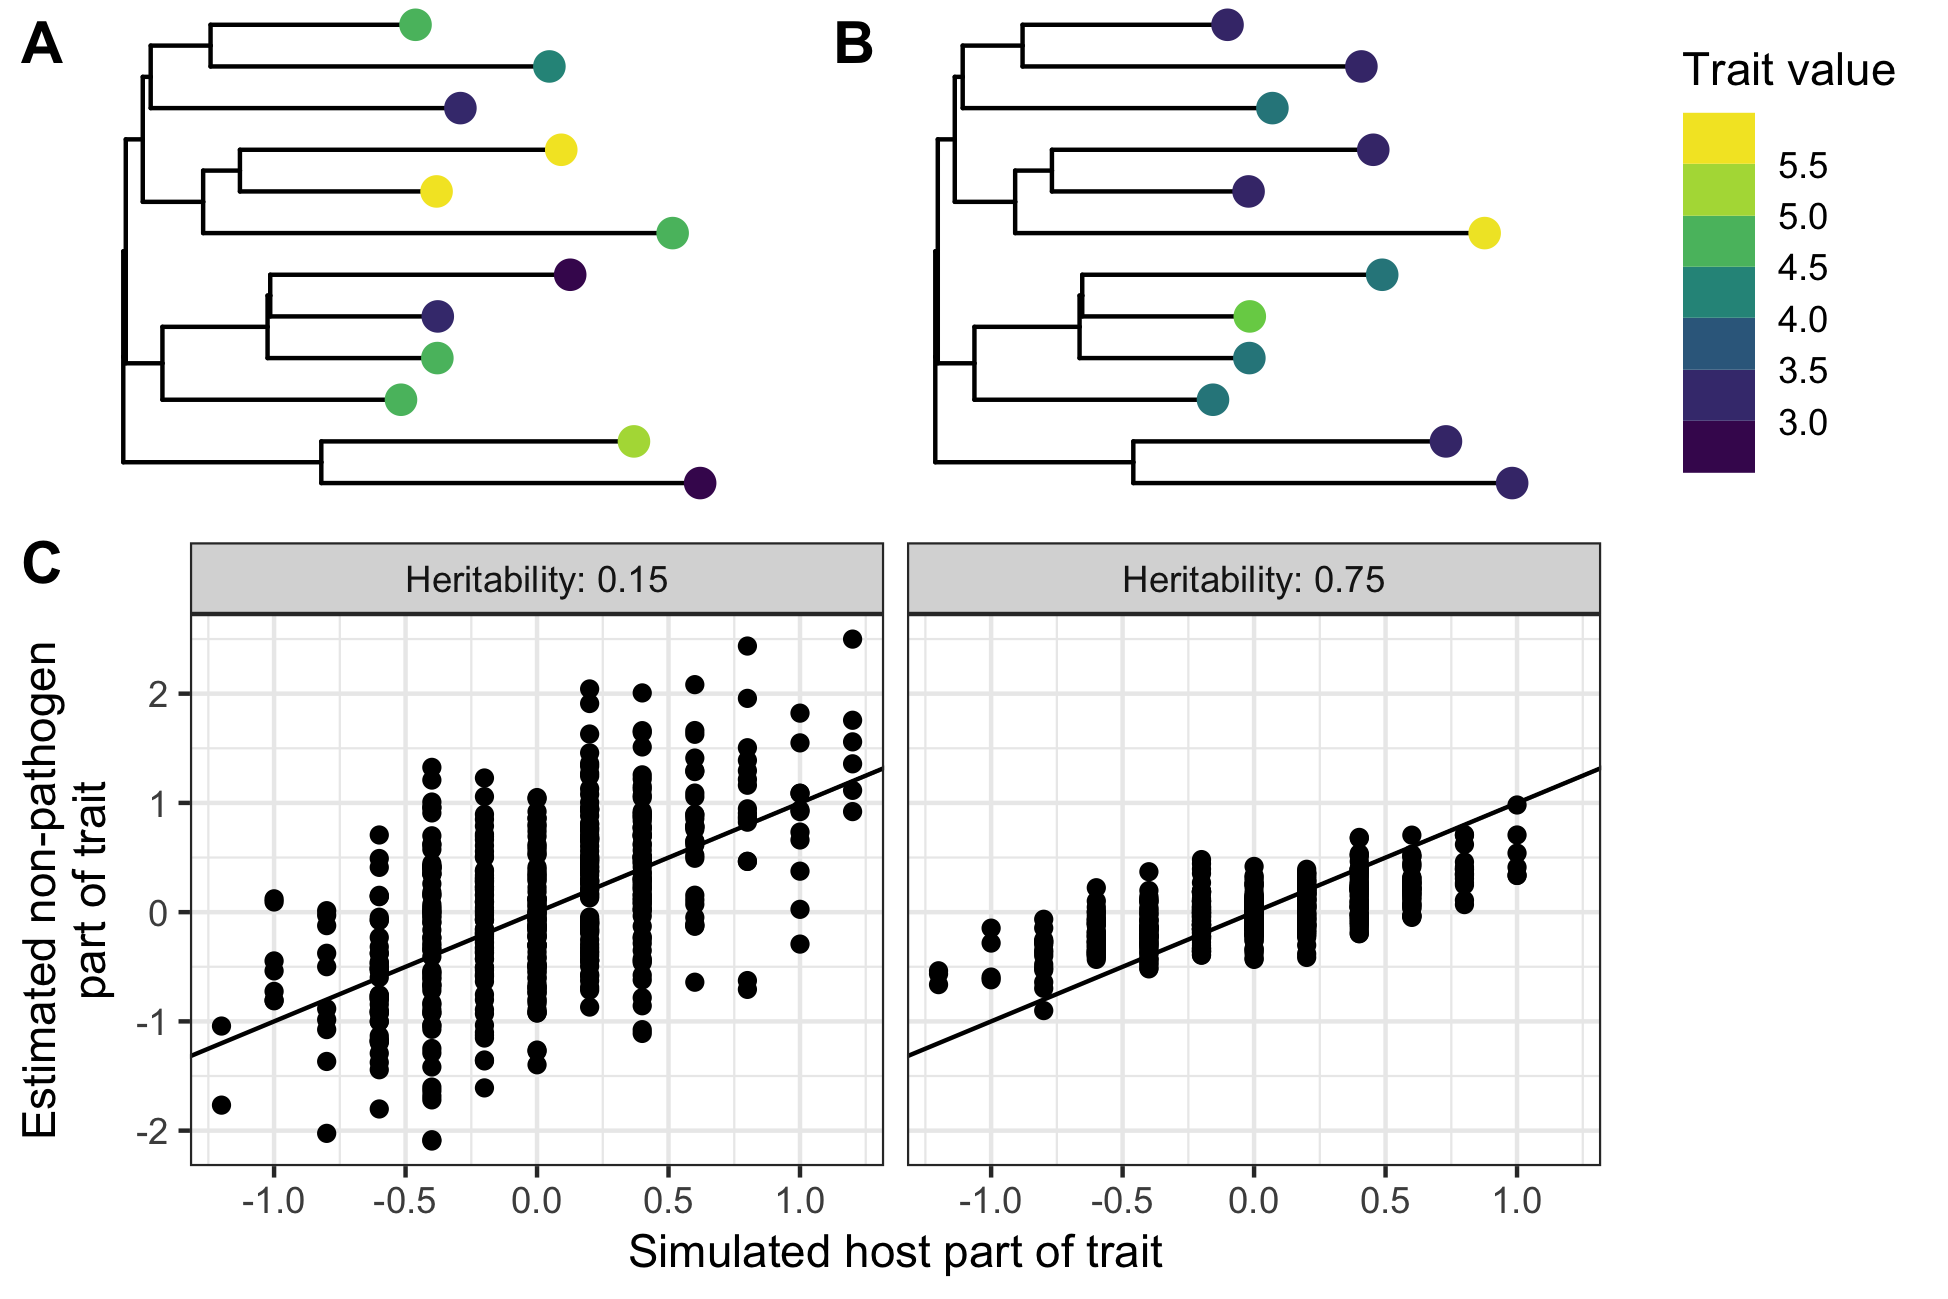 A
B
Trait value
5.5
5.0
4.5
4.0
3.5
3.0
C
Heritability: 0.15
Heritability: 0.75
Estimated non-pathogen
part of trait
2
1
0
-1
-2
-1.0 -0.5 0.0 0.5 1.0
-1.0 -0.5 0.0 0.5 1.0
Simulated host part of trait